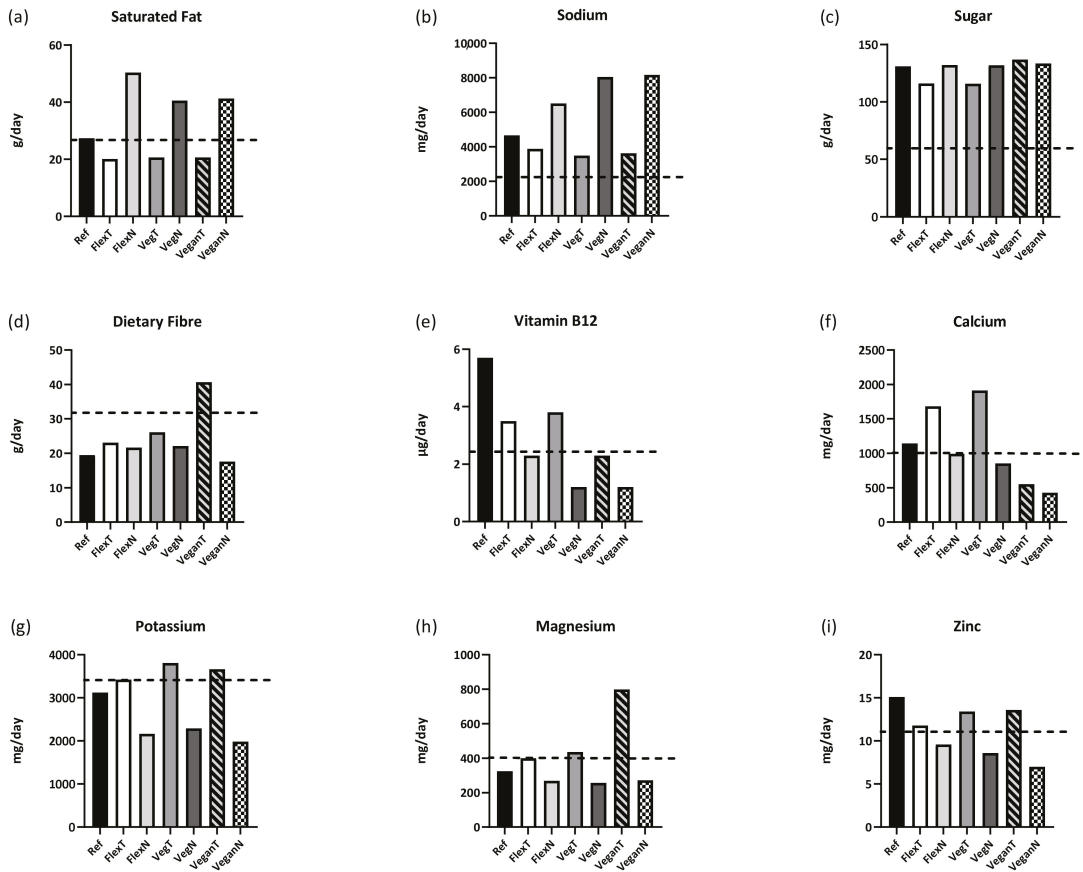 (a)
Saturated Fat
g/day
60
40
20
0
Ref
FlexT
FlexN
VegT
VegN
VeganT
VeganN
(b)
Sodium
mg/day
10,000
8000
6000
4000
2000
0
Ref
FlexT
FlexN
VegT
VegN
VeganT
VeganN
(c)
Sugar
g/day
150
100
50
0
Ref
FlexT
FlexN
VegT
VegN
VeganT
VeganN
(d)
Dietary Fibre
g/day
50
40
30
20
10
0
Ref
FlexT
FlexN
VegT
VegN
VeganT
VeganN
(e)
Vitamin B12
µg/day
6
4
2
0
Ref
FlexT
FlexN
VegT
VegN
VeganT
VeganN
(f)
Calcium
mg/day
2500
2000
1500
1000
500
0
Ref
FlexT
FlexN
VegT
VegN
VeganT
VeganN
(g)
Potassium
mg/day
4000
3000
2000
1000
0
Ref
FlexT
FlexN
VegT
VegN
VeganT
VeganN
(h)
Magnesium
mg/day
1000
800
600
400
200
0
Ref
FlexT
FlexN
VegT
VegN
VeganT
VeganN
(i)
Zinc
mg/day
20
15
10
5
0
Ref
FlexT
FlexN
VegT
VegN
VeganT
VeganN